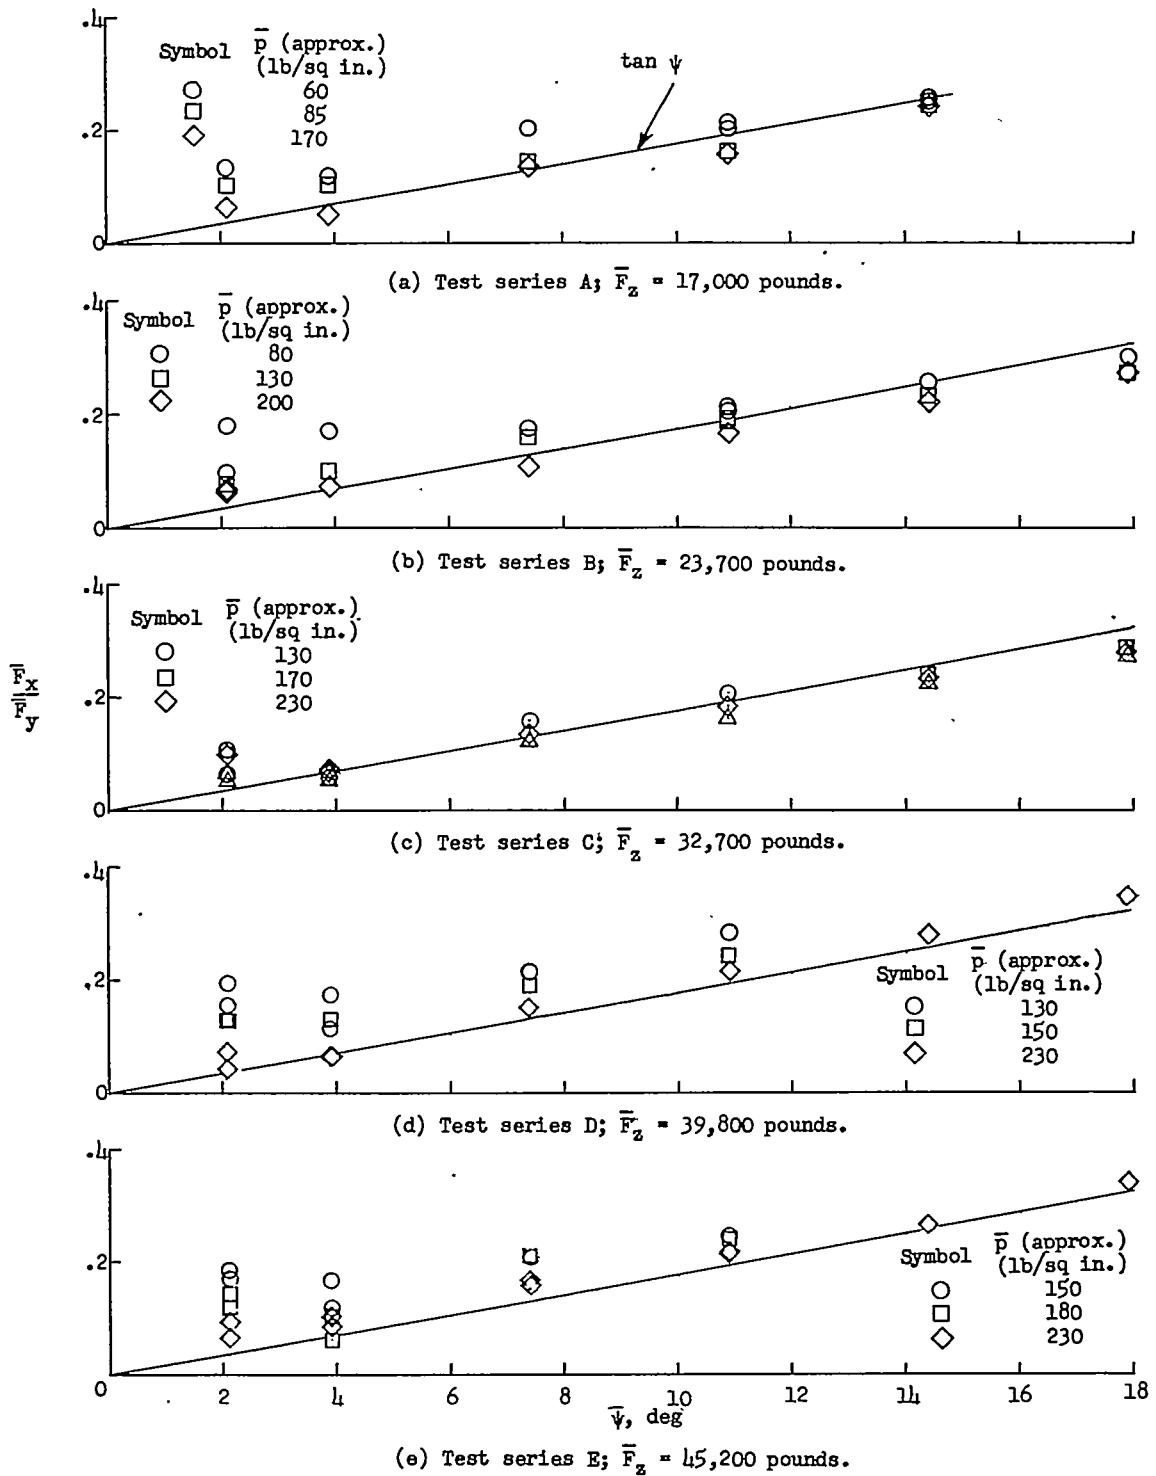 .4
Symbol p̄ (approx.)
(lb/sq in.)
60
85
170
tan ψ
.2
0
(a) Test series A; F̄z = 17,000 pounds.
.4
Symbol p̄ (approx.)
(lb/sq in.)
80
130
200
.2
0
(b) Test series B; F̄z = 23,700 pounds.
.4
Symbol p̄ (approx.)
(lb/sq in.)
130
170
230
F̄x
F̄y
.2
0
(c) Test series C; F̄z = 32,700 pounds.
.4
.2
Symbol p̄ (approx.)
(lb/sq in.)
130
150
230
0
(d) Test series D; F̄z = 39,800 pounds.
.4
.2
Symbol p̄ (approx.)
(lb/sq in.)
150
180
230
0 2 4 6 8 10 12 14 16 18
ψ̄, deg
(e) Test series E; F̄z = 45,200 pounds.